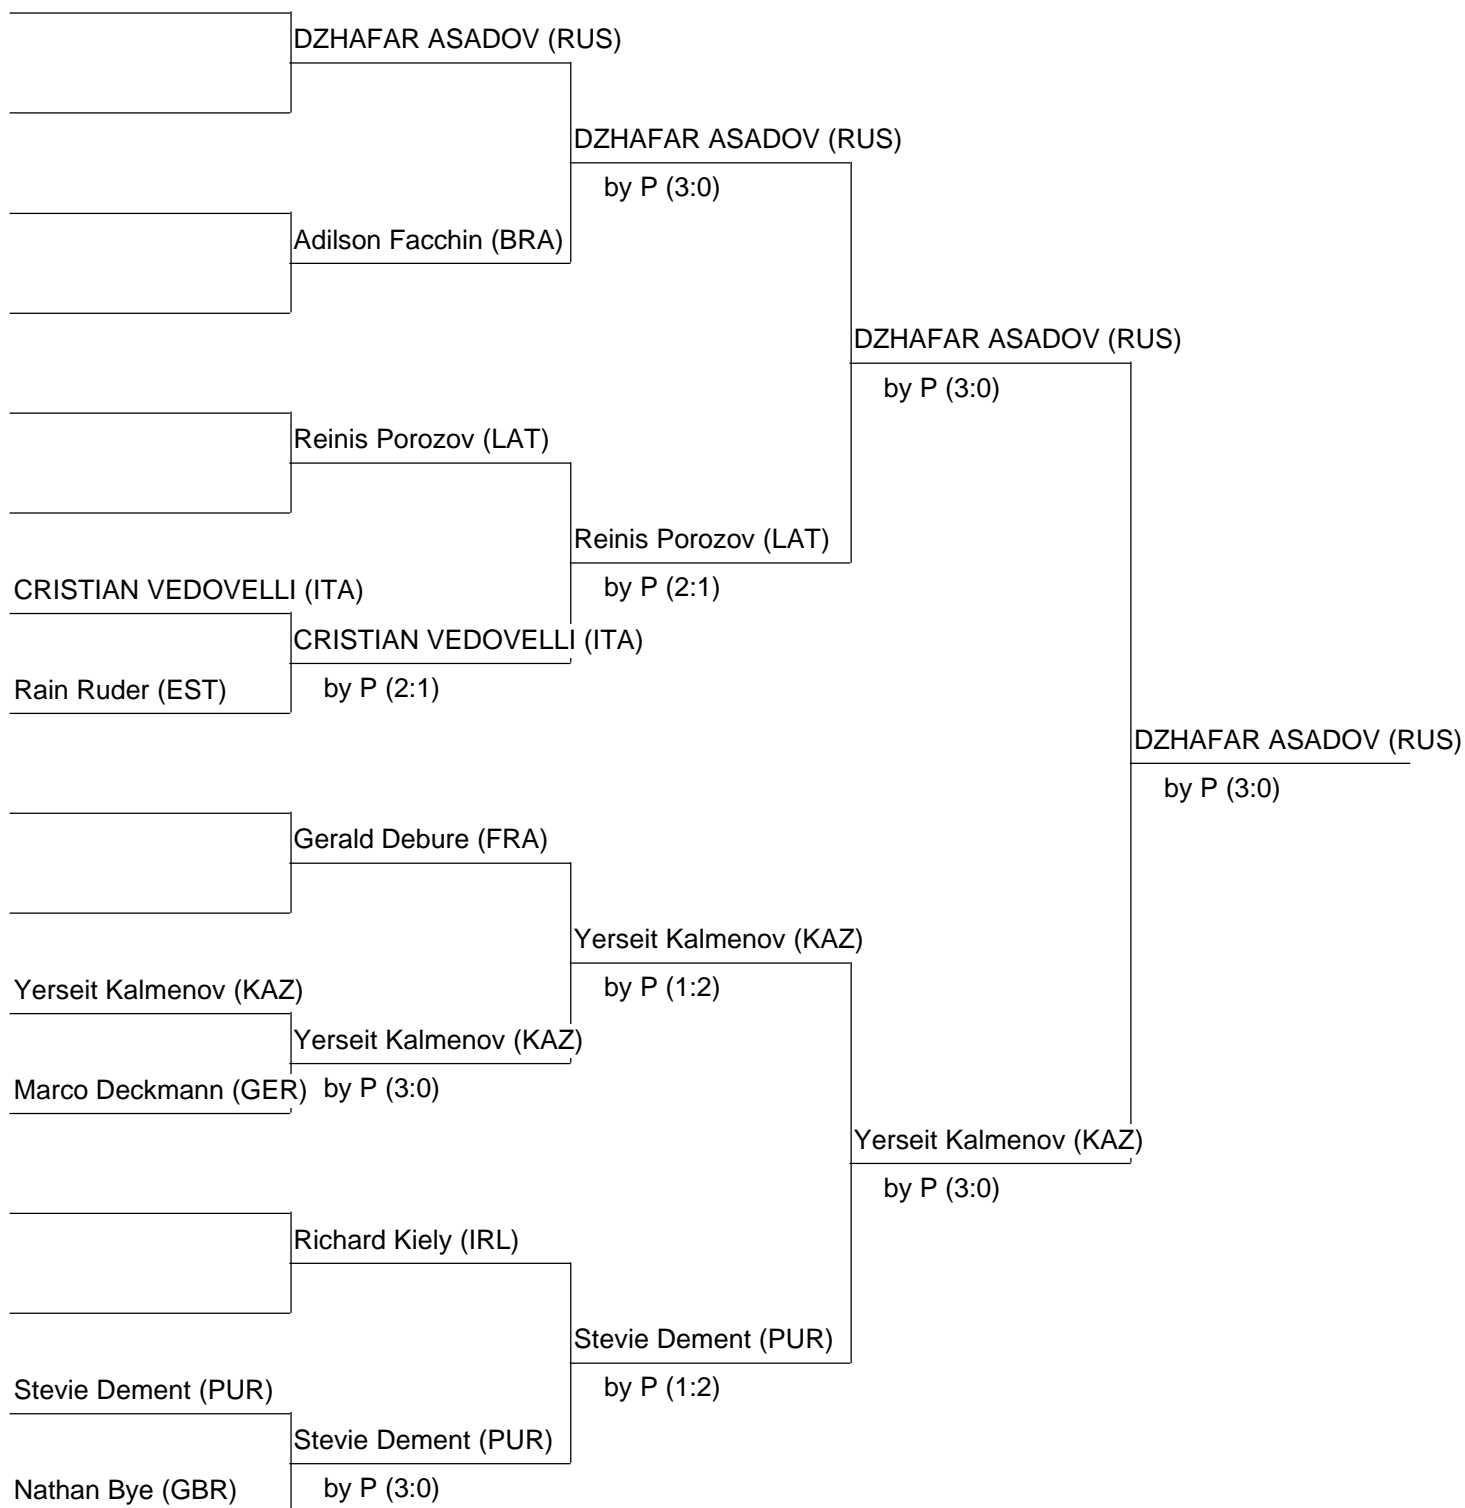 DZHAFAR ASADOV (RUS)
DZHAFAR ASADOV (RUS)
by P (3:0)
Adilson Facchin (BRA)
DZHAFAR ASADOV (RUS)
by P (3:0)
Reinis Porozov (LAT)
Reinis Porozov (LAT)
by P (2:1)
CRISTIAN VEDOVELLI (ITA)
CRISTIAN VEDOVELLI (ITA)
by P (2:1)
Rain Ruder (EST)
DZHAFAR ASADOV (RUS)
by P (3:0)
Gerald Debure (FRA)
Yerseit Kalmenov (KAZ)
by P (1:2)
Yerseit Kalmenov (KAZ)
Yerseit Kalmenov (KAZ)
by P (3:0)
Marco Deckmann (GER)
Yerseit Kalmenov (KAZ)
by P (3:0)
Richard Kiely (IRL)
Stevie Dement (PUR)
by P (1:2)
Stevie Dement (PUR)
Stevie Dement (PUR)
by P (3:0)
Nathan Bye (GBR)